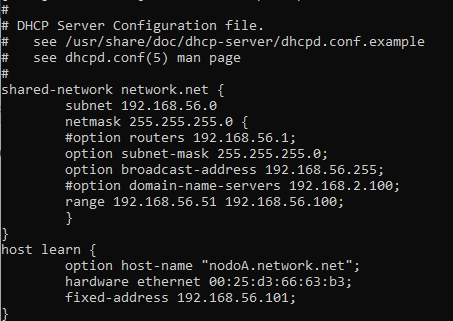 #
# DHCP Server Configuration file.
#   see /usr/share/doc/dhcp-server/dhcpd.conf.example
#   see dhcpd.conf(5) man page
#
shared-network network.net {
        subnet 192.168.56.0
        netmask 255.255.255.0 {
        #option routers 192.168.56.1;
        option subnet-mask 255.255.255.0;
        option broadcast-address 192.168.56.255;
        #option domain-name-servers 192.168.2.100;
        range 192.168.56.51 192.168.56.100;
        }
}
host learn {
        option host-name "nodoA.network.net";
        hardware ethernet 00:25:d3:66:63:b3;
        fixed-address 192.168.56.101;
}